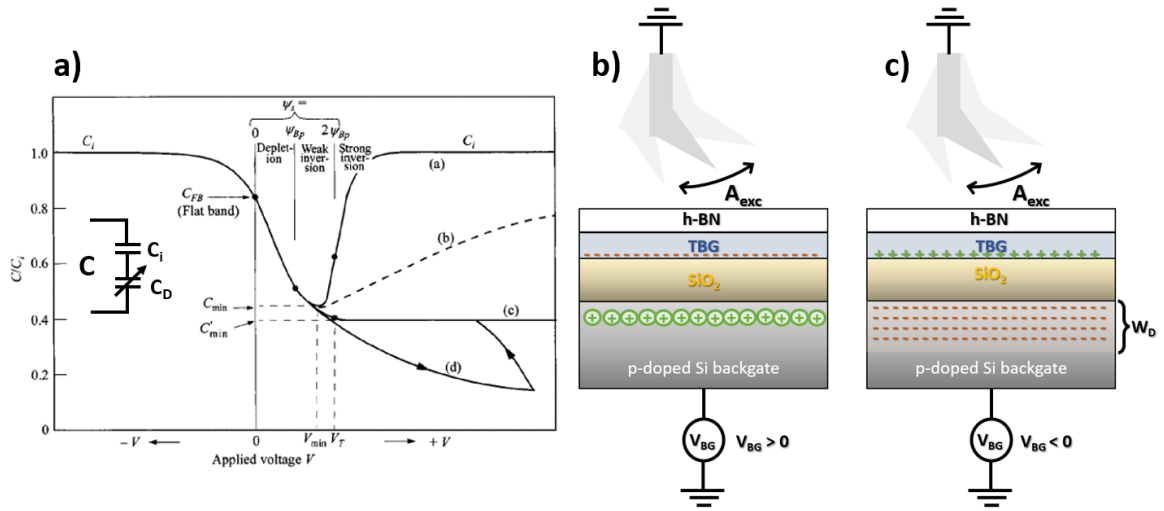 a)
ψs =
0 ψBp 2ψBp
Deplet-
ion
Weak
inver-
sion
Strong
inver-
sion
Ci
Ci
1.0
0.8
0.6
0.4
0.2
0
C/Ci
CFB
(Flat band)
C
Ci
CD
Cmin
C'min
(a)
(b)
(c)
(d)
− V
0
Vmin VT
+ V
Applied voltage V
b)
Aexc
h-BN
TBG
SiO2
p-doped Si backgate
VBG
VBG > 0
c)
Aexc
h-BN
TBG
SiO2
WD
p-doped Si backgate
VBG
VBG < 0